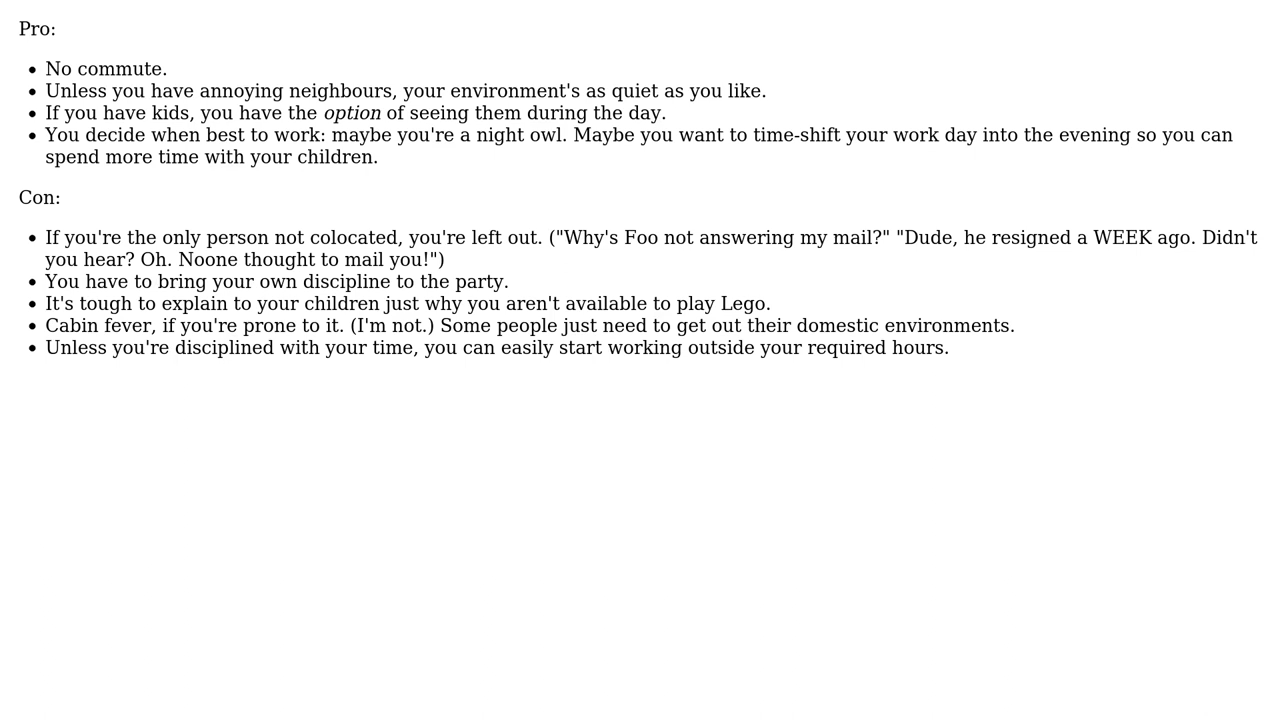 Pro:
No commute.
Unless you have annoying neighbours, your environment's as quiet as you like.
If you have kids, you have the option of seeing them during the day.
You decide when best to work: maybe you're a night owl. Maybe you want to time-shift your work day into the evening so you can
spend more time with your children.
Con:
If you're the only person not colocated, you're left out. ("Why's Foo not answering my mail?" "Dude, he resigned a WEEK ago. Didn't
you hear? Oh. Noone thought to mail you!")
You have to bring your own discipline to the party.
It's tough to explain to your children just why you aren't available to play Lego.
Cabin fever, if you're prone to it. (I'm not.) Some people just need to get out their domestic environments.
Unless you're disciplined with your time, you can easily start working outside your required hours.